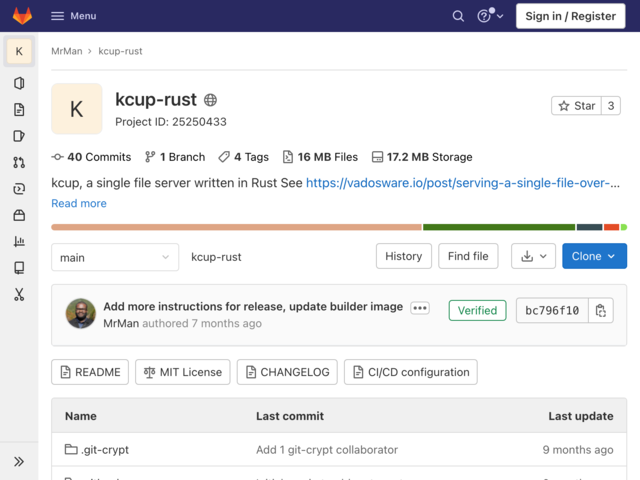 Menu
Sign in / Register
K
MrMan > kcup-rust
K
kcup-rust
Project ID: 25250433
Star 3
40 Commits 1 Branch 4 Tags 16 MB Files 17.2 MB Storage
kcup, a single file server written in Rust See https://vadosware.io/post/serving-a-single-file-over-...
Read more
main kcup-rust History Find file Clone
Add more instructions for release, update builder image
MrMan authored 7 months ago
Verified bc796f10
README MIT License CHANGELOG CI/CD configuration
Name Last commit Last update
.git-crypt Add 1 git-crypt collaborator 9 months ago